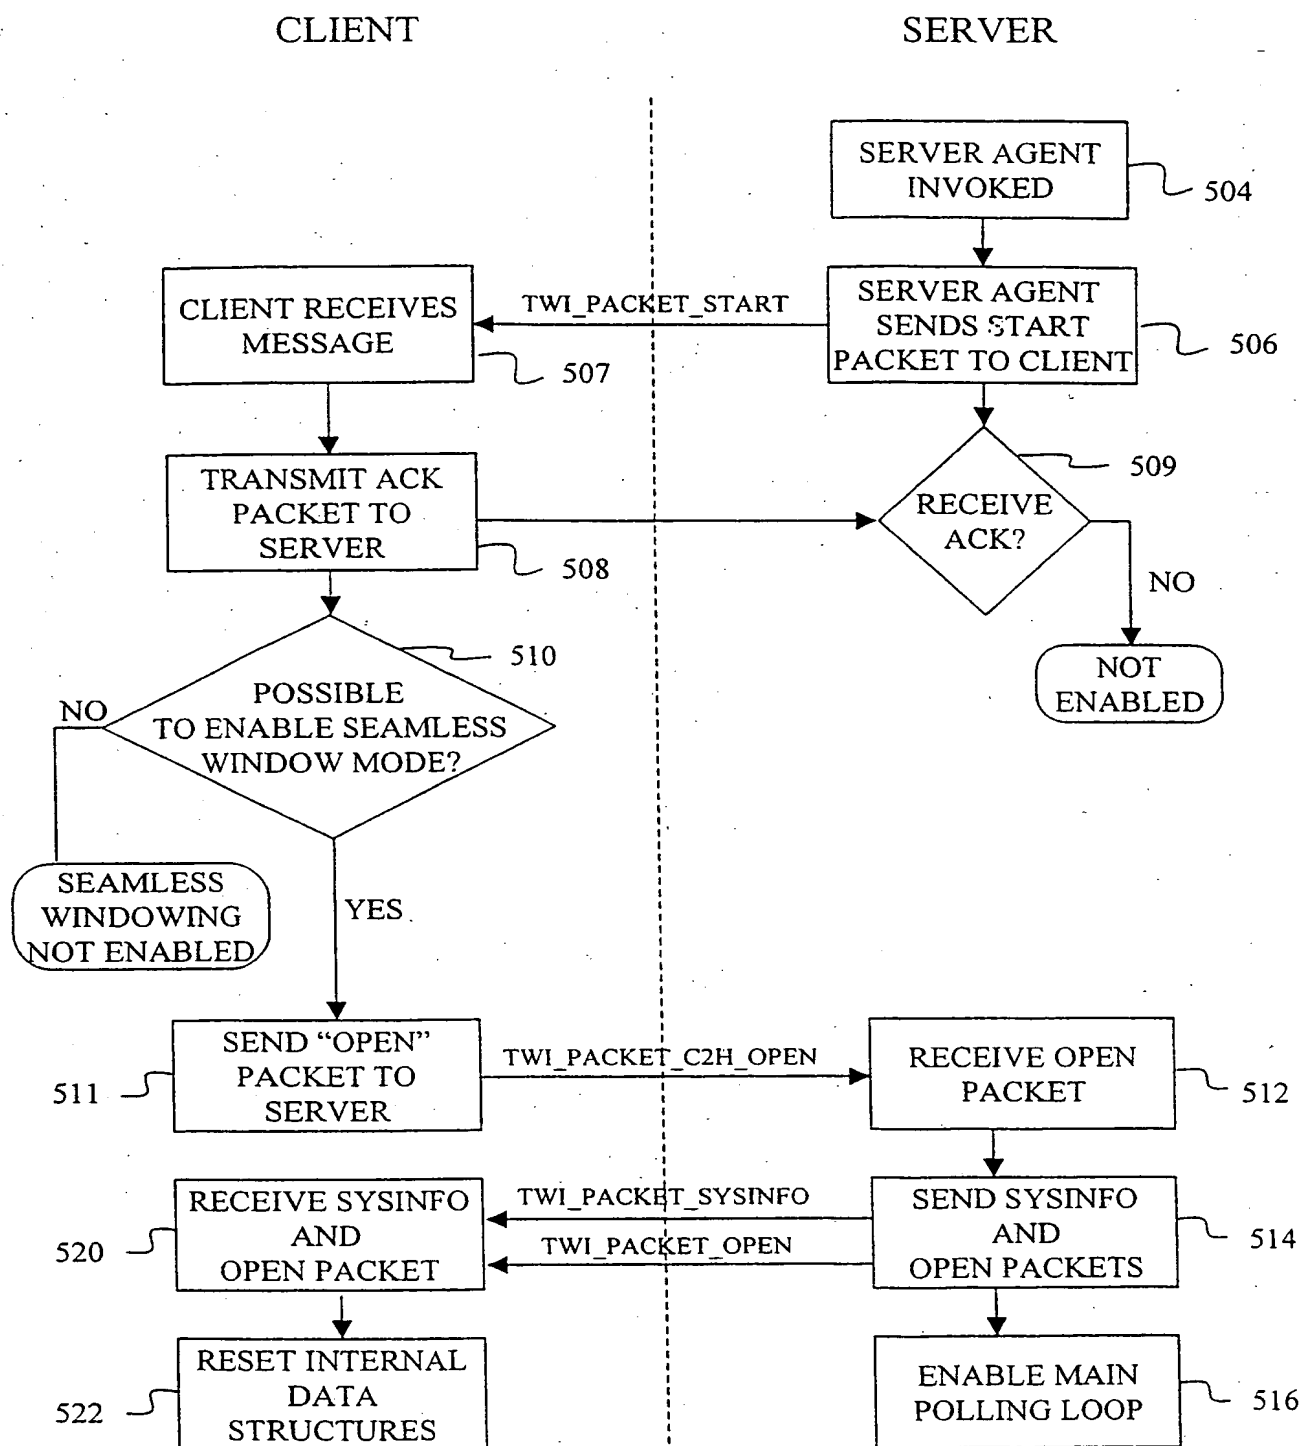 CLIENT
SERVER
SERVER AGENT
INVOKED
504
SERVER AGENT
SENDS START
PACKET TO CLIENT
506
TWI_PACKET_START
CLIENT RECEIVES
MESSAGE
507
TRANSMIT ACK
PACKET TO
SERVER
508
509
RECEIVE
ACK?
NO
NOT
ENABLED
510
POSSIBLE
TO ENABLE SEAMLESS
WINDOW MODE?
NO
SEAMLESS
WINDOWING
NOT ENABLED
YES
SEND “OPEN”
PACKET TO
SERVER
511
TWI_PACKET_C2H_OPEN
RECEIVE OPEN
PACKET
512
RECEIVE SYSINFO
AND
OPEN PACKET
520
TWI_PACKET_SYSINFO
TWI_PACKET_OPEN
SEND SYSINFO
AND
OPEN PACKETS
514
RESET INTERNAL
DATA
STRUCTURES
522
ENABLE MAIN
POLLING LOOP
516